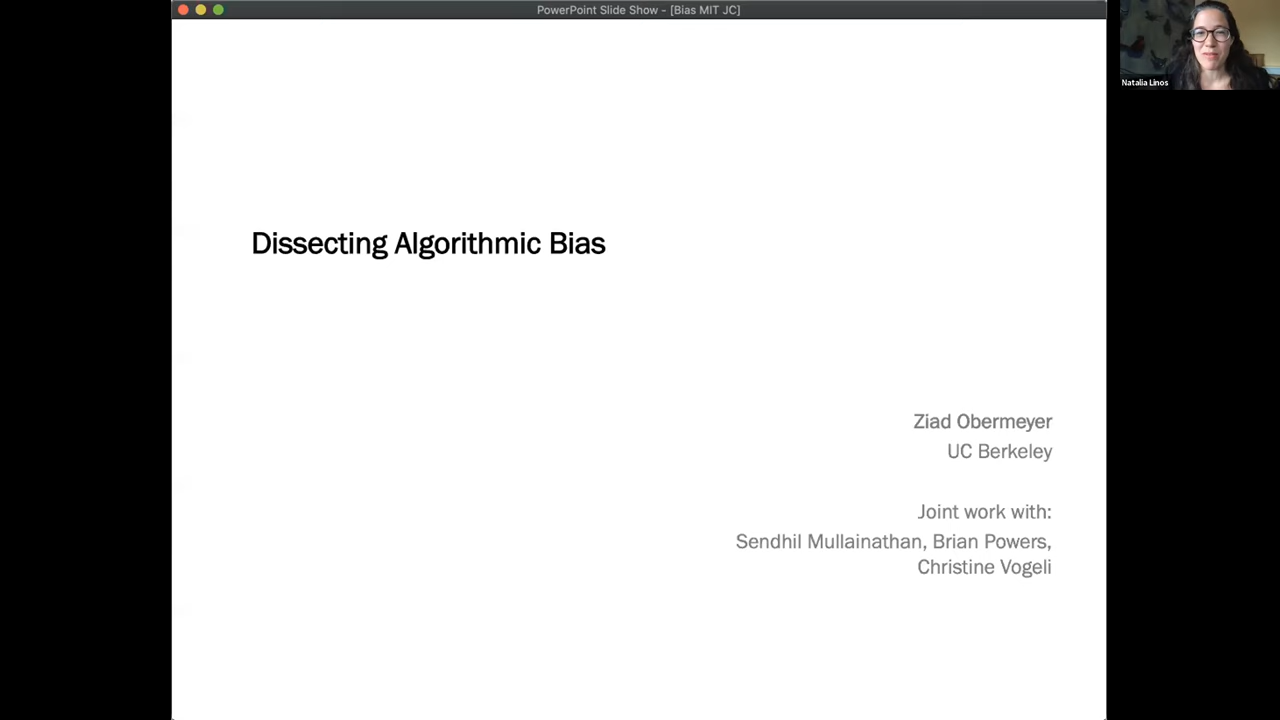 PowerPoint Slide Show - [Bias MIT JC]
Natalia Linos
Dissecting Algorithmic Bias
Ziad Obermeyer
UC Berkeley
Joint work with:
Sendhil Mullainathan, Brian Powers,
Christine Vogeli